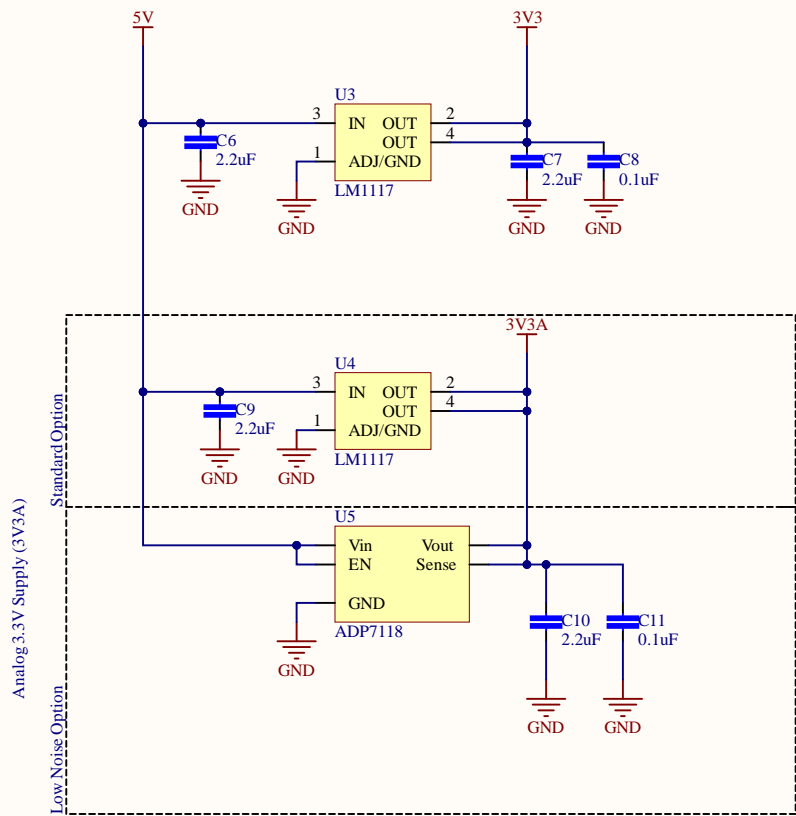 5V
3V3
U3
3 IN OUT 2
OUT 4
1 ADJ/GND
LM1117
C6
2.2uF
GND
GND
C7
2.2uF
GND
C8
0.1uF
GND
3V3A
U4
3 IN OUT 2
OUT 4
1 ADJ/GND
LM1117
C9
2.2uF
GND
GND
Standard Option
Analog 3.3V Supply (3V3A)
U5
Vin Vout
EN Sense
GND
ADP7118
GND
C10
2.2uF
GND
C11
0.1uF
GND
Low Noise Option